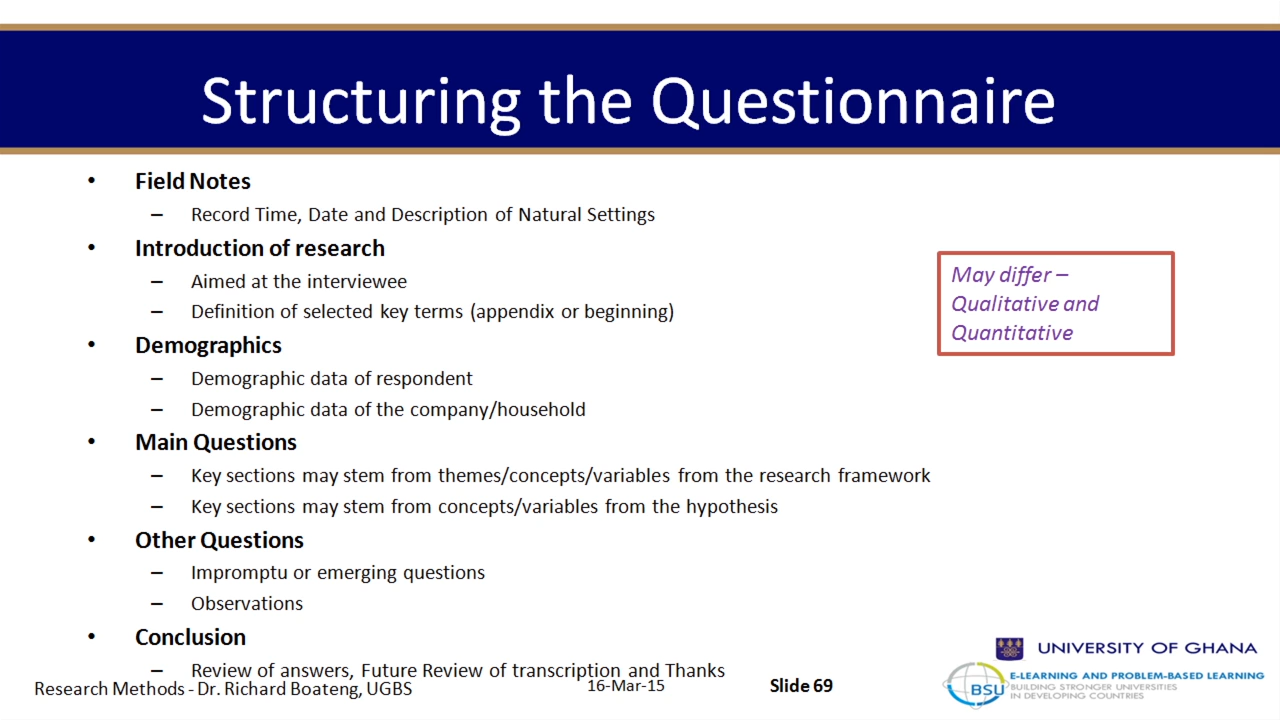 Structuring the Questionnaire
• Field Notes
– Record Time, Date and Description of Natural Settings
• Introduction of research
– Aimed at the interviewee
– Definition of selected key terms (appendix or beginning)
• Demographics
– Demographic data of respondent
– Demographic data of the company/household
• Main Questions
– Key sections may stem from themes/concepts/variables from the research framework
– Key sections may stem from concepts/variables from the hypothesis
• Other Questions
– Impromptu or emerging questions
– Observations
• Conclusion
– Review of answers, Future Review of transcription and Thanks
May differ –
Qualitative and
Quantitative
Research Methods - Dr. Richard Boateng, UGBS
16-Mar-15
Slide 69
UNIVERSITY OF GHANA
BSU
E-LEARNING AND PROBLEM-BASED LEARNING
BUILDING STRONGER UNIVERSITIES
IN DEVELOPING COUNTRIES